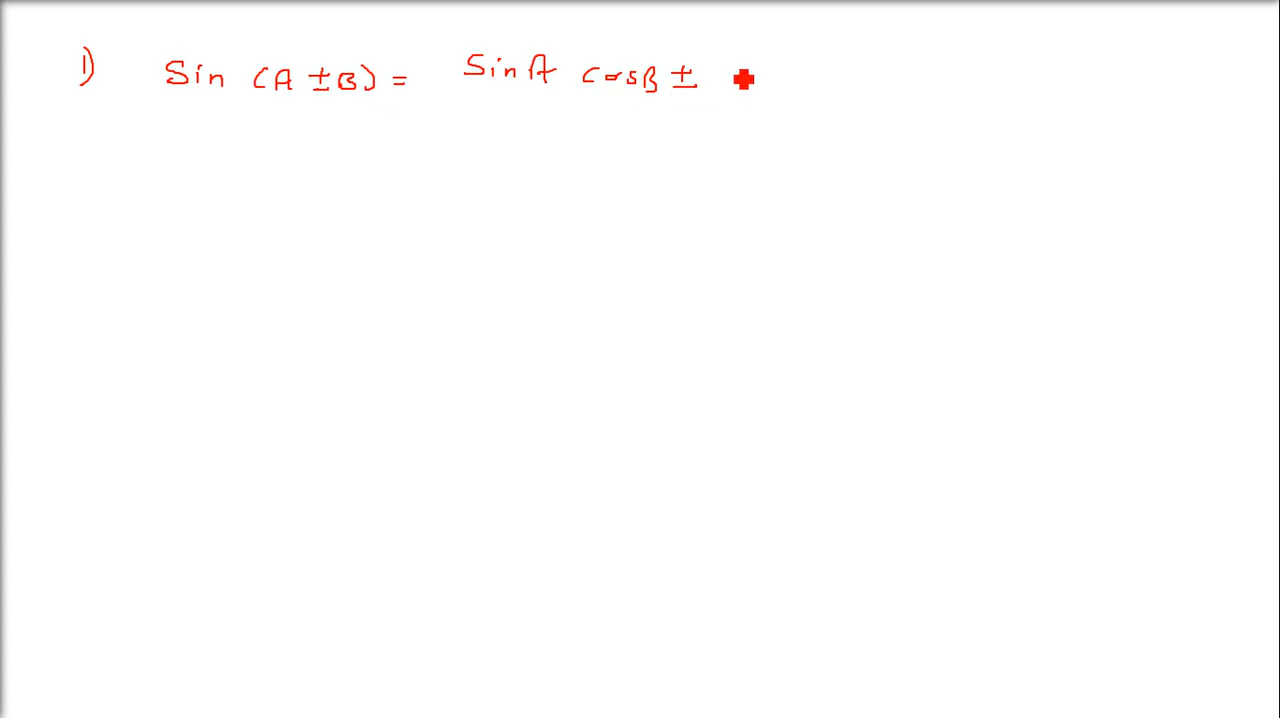 1) Sin (A ± B) = Sin A Cos B ±